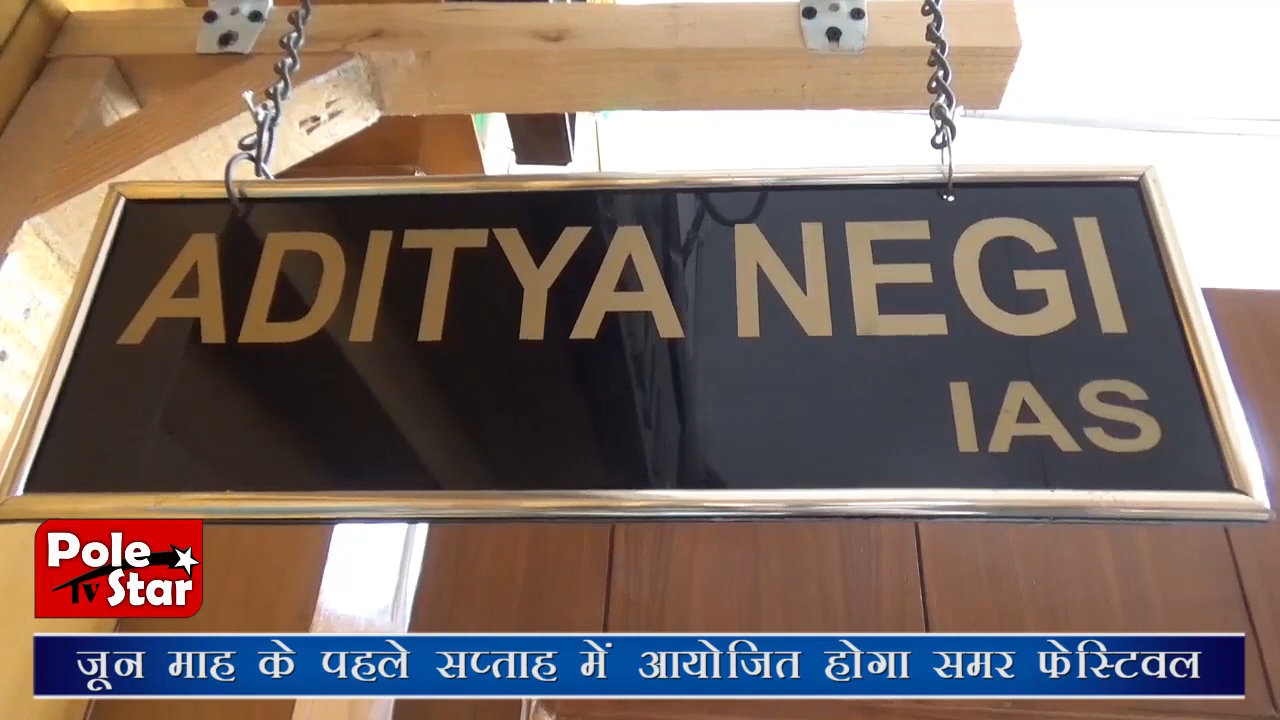 ADITYA NEGI
IAS
Pole
TV Star
जून माह के पहले सप्ताह में आयोजित होगा समर फेस्टिवल